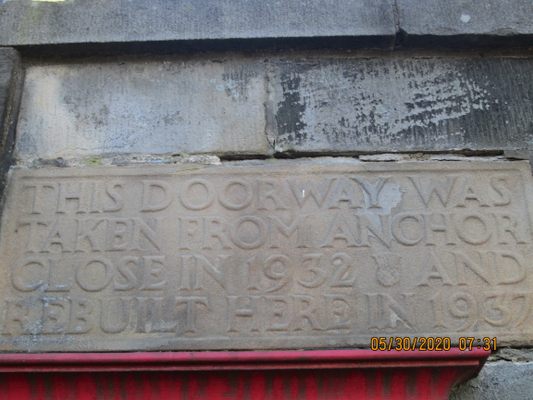 THIS DOORWAY WAS
TAKEN FROM ANCHOR
CLOSE IN 1932 AND
REBUILT HERE IN 1937
05/30/2020 07:31